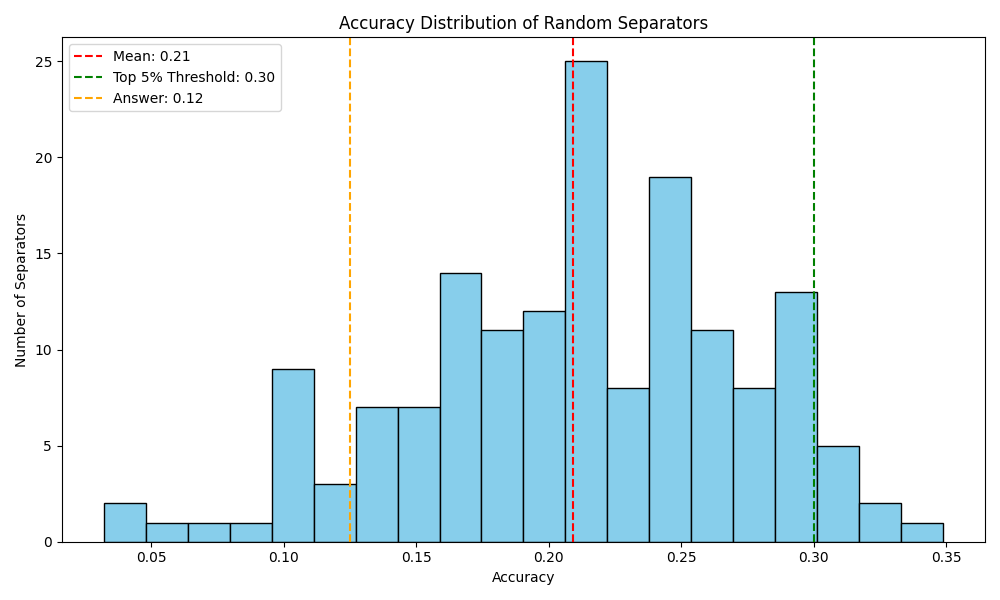 Accuracy Distribution of Random Separators
Mean: 0.21
Top 5% Threshold: 0.30
Answer: 0.12
Number of Separators
25
20
15
10
5
0
0.05 0.10 0.15 0.20 0.25 0.30 0.35
Accuracy